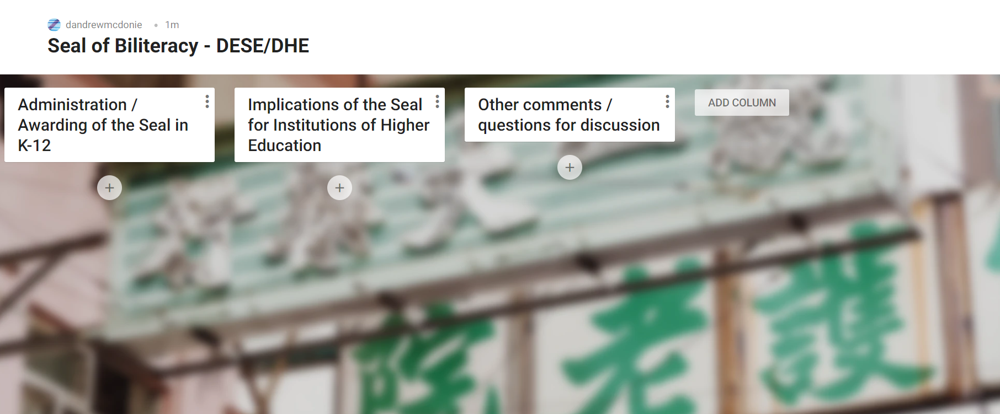 dandrewmcdonie • 1m
Seal of Biliteracy - DESE/DHE
Administration /
Awarding of the Seal in
K-12
Implications of the Seal
for Institutions of Higher
Education
Other comments /
questions for discussion
ADD COLUMN